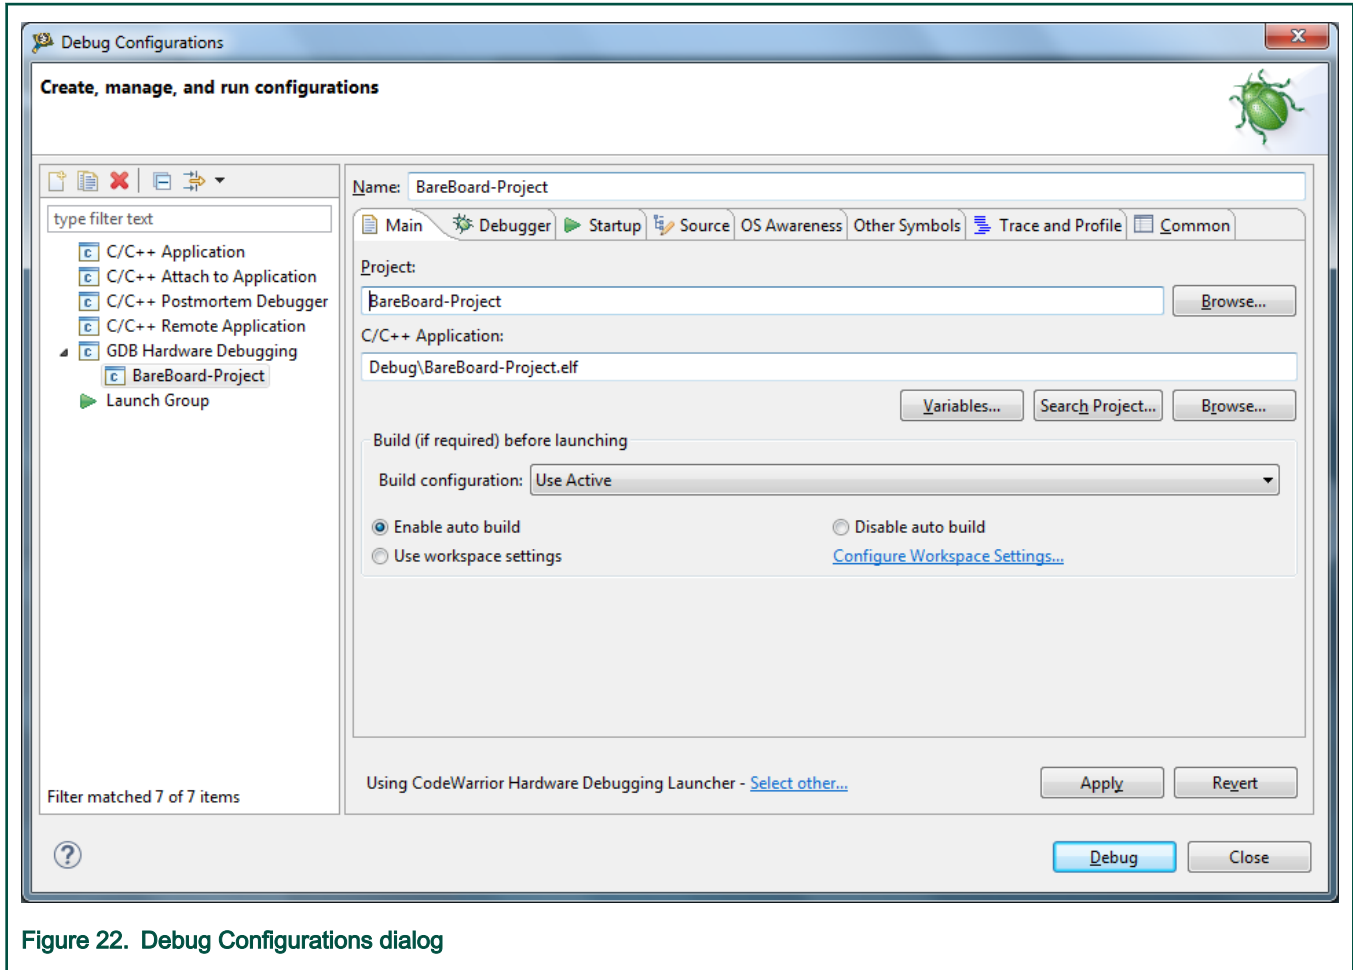 Debug Configurations
Create, manage, and run configurations
type filter text
C/C++ Application
C/C++ Attach to Application
C/C++ Postmortem Debugger
C/C++ Remote Application
GDB Hardware Debugging
BareBoard-Project
Launch Group
Filter matched 7 of 7 items
Name: BareBoard-Project
Main Debugger Startup Source OS Awareness Other Symbols Trace and Profile Common
Project:
BareBoard-Project Browse...
C/C++ Application:
Debug\BareBoard-Project.elf
Variables... Search Project... Browse...
Build (if required) before launching
Build configuration: Use Active
Enable auto build Disable auto build
Use workspace settings Configure Workspace Settings...
Using CodeWarrior Hardware Debugging Launcher - Select other... Apply Revert
? Debug Close
Figure 22. Debug Configurations dialog